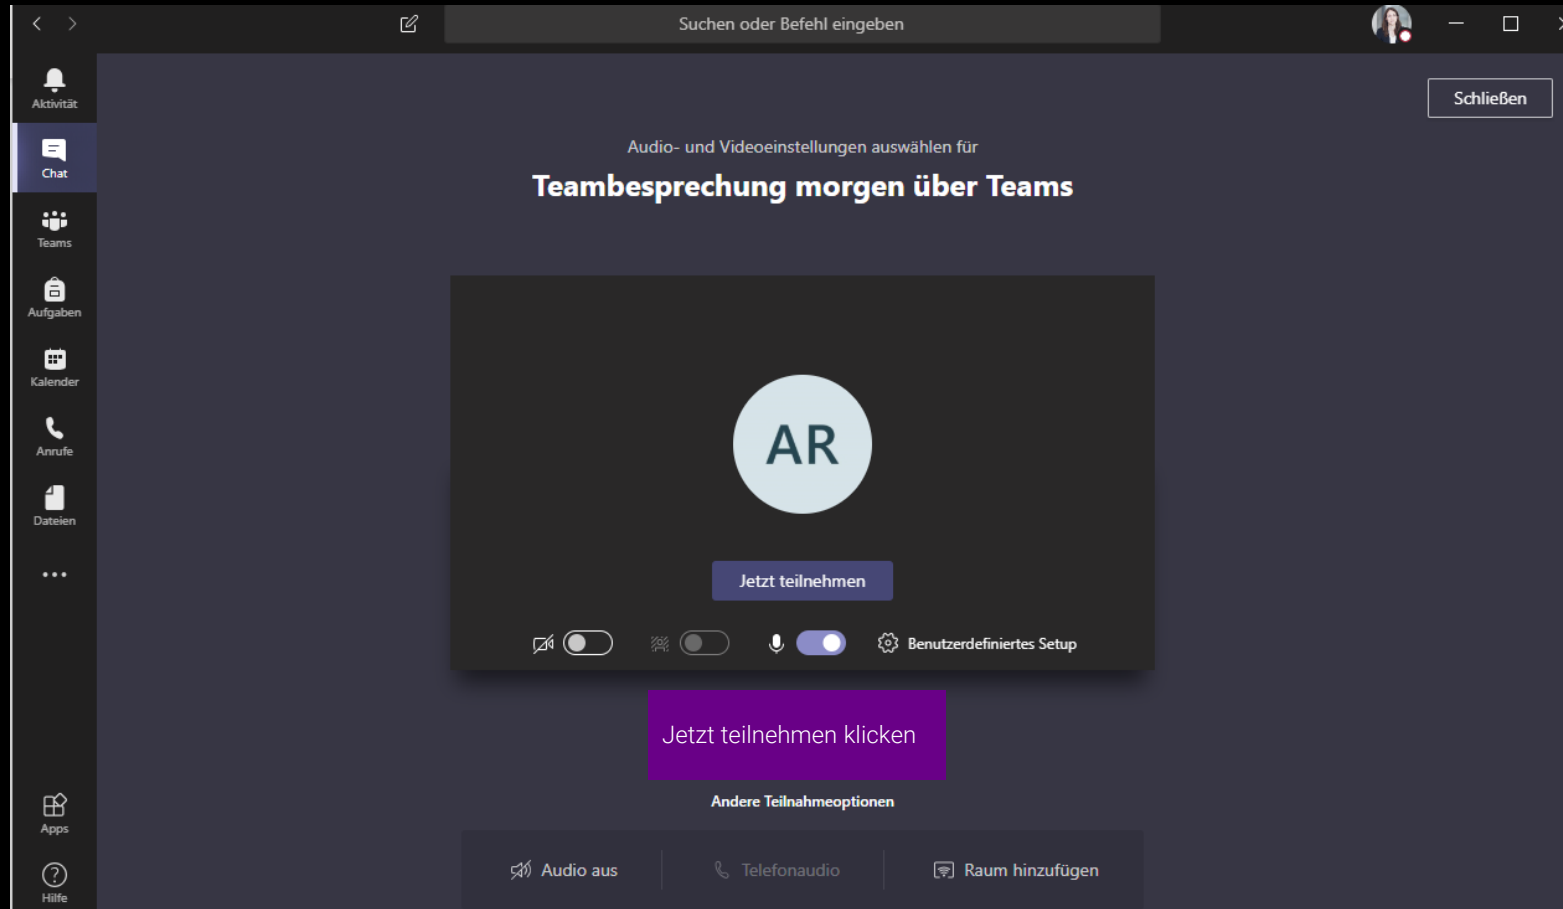 Suchen oder Befehl eingeben
Aktivität
Chat
Teams
Aufgaben
Kalender
Anrufe
Dateien
Apps
Hilfe
Schließen
Audio- und Videoeinstellungen auswählen für
Teambesprechung morgen über Teams
AR
Jetzt teilnehmen
Benutzerdefiniertes Setup
Jetzt teilnehmen klicken
Andere Teilnahmeoptionen
Audio aus
Telefonaudio
Raum hinzufügen